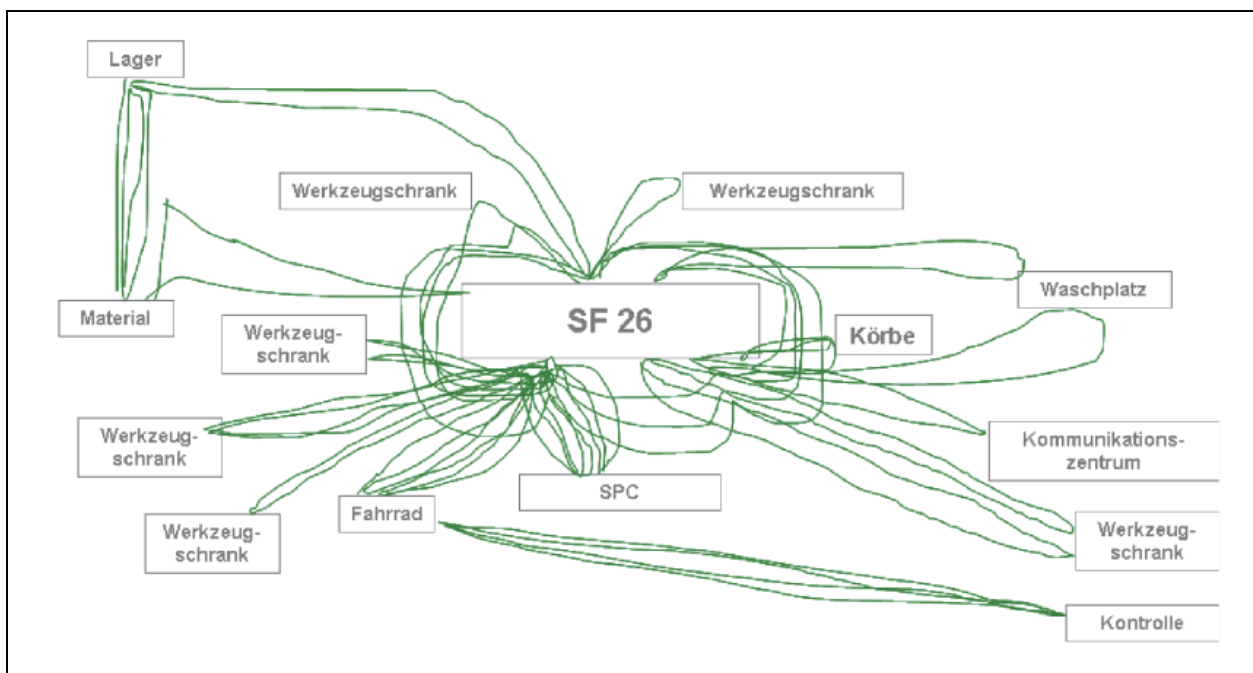 Lager
Werkzeugschrank
Werkzeugschrank
Waschplatz
Material
SF 26
Körbe
Werkzeug-
schrank
Werkzeug-
schrank
Kommunikations-
zentrum
SPC
Fahrrad
Werkzeug-
schrank
Werkzeug-
schrank
Kontrolle